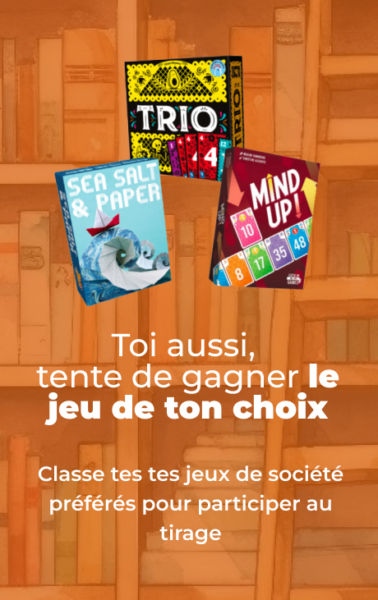 TRIO
4
SEA SALT
& PAPER
MIND
UP!
10
8 17 35 48
Toi aussi,
tente de gagner le
jeu de ton choix
Classe tes tes jeux de société
préférés pour participer au
tirage